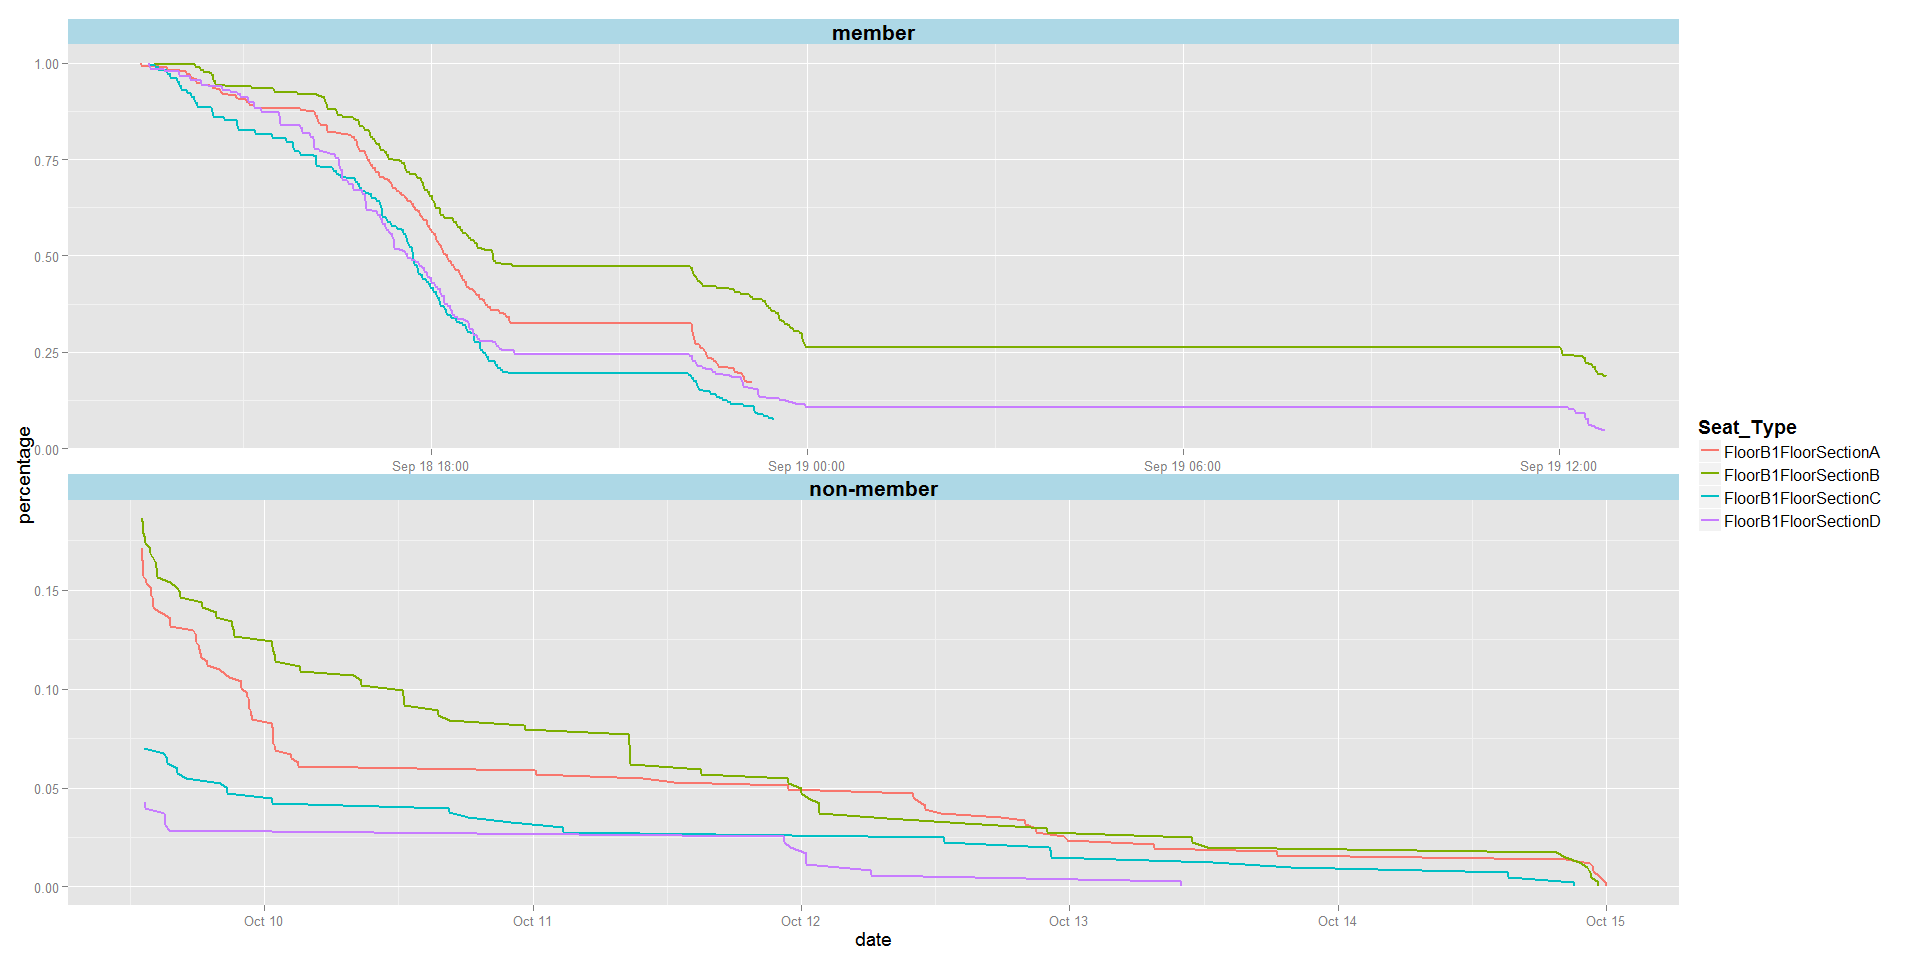 member
1.00
0.75
0.50
0.25
0.00
Sep 18 18:00
Sep 19 00:00
Sep 19 06:00
Sep 19 12:00
percentage
non-member
0.15
0.10
0.05
0.00
Oct 10
Oct 11
Oct 12
Oct 13
Oct 14
Oct 15
date
Seat_Type
FloorB1FloorSectionA
FloorB1FloorSectionB
FloorB1FloorSectionC
FloorB1FloorSectionD